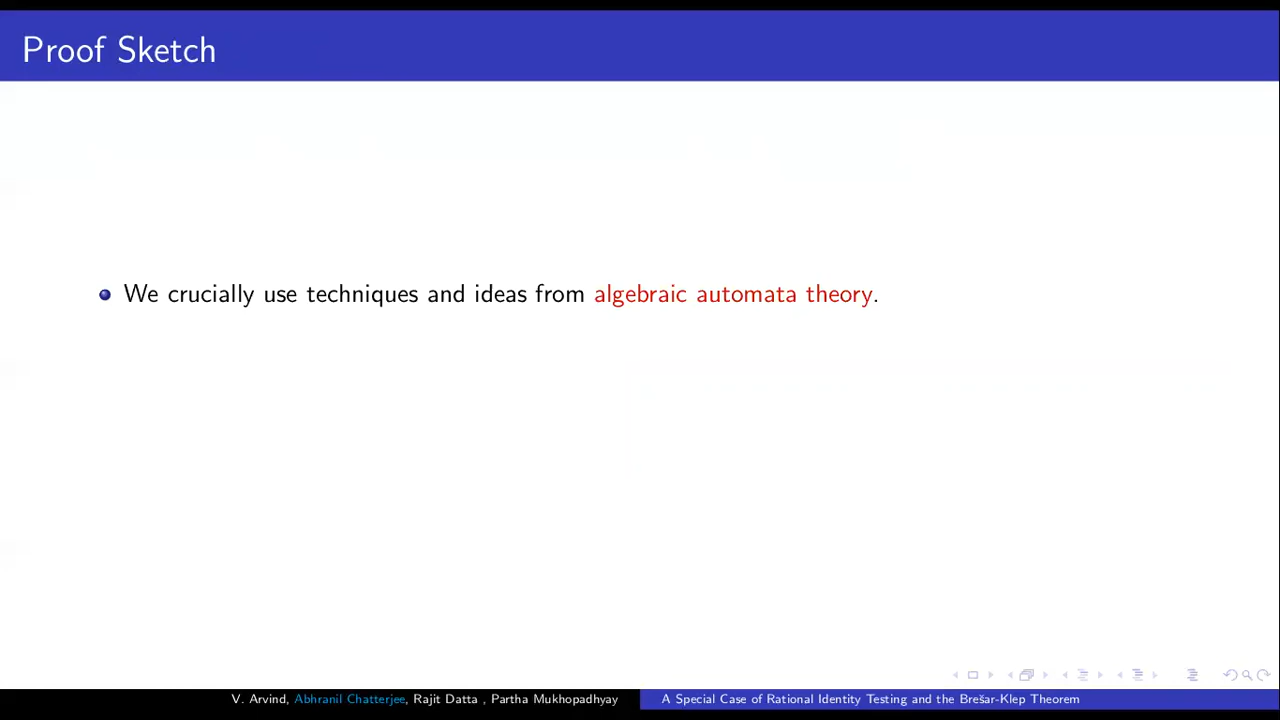 Proof Sketch
We crucially use techniques and ideas from algebraic automata theory.
V. Arvind, Abhranil Chatterjee, Rajit Datta , Partha Mukhopadhyay
A Special Case of Rational Identity Testing and the Brešar-Klep Theorem